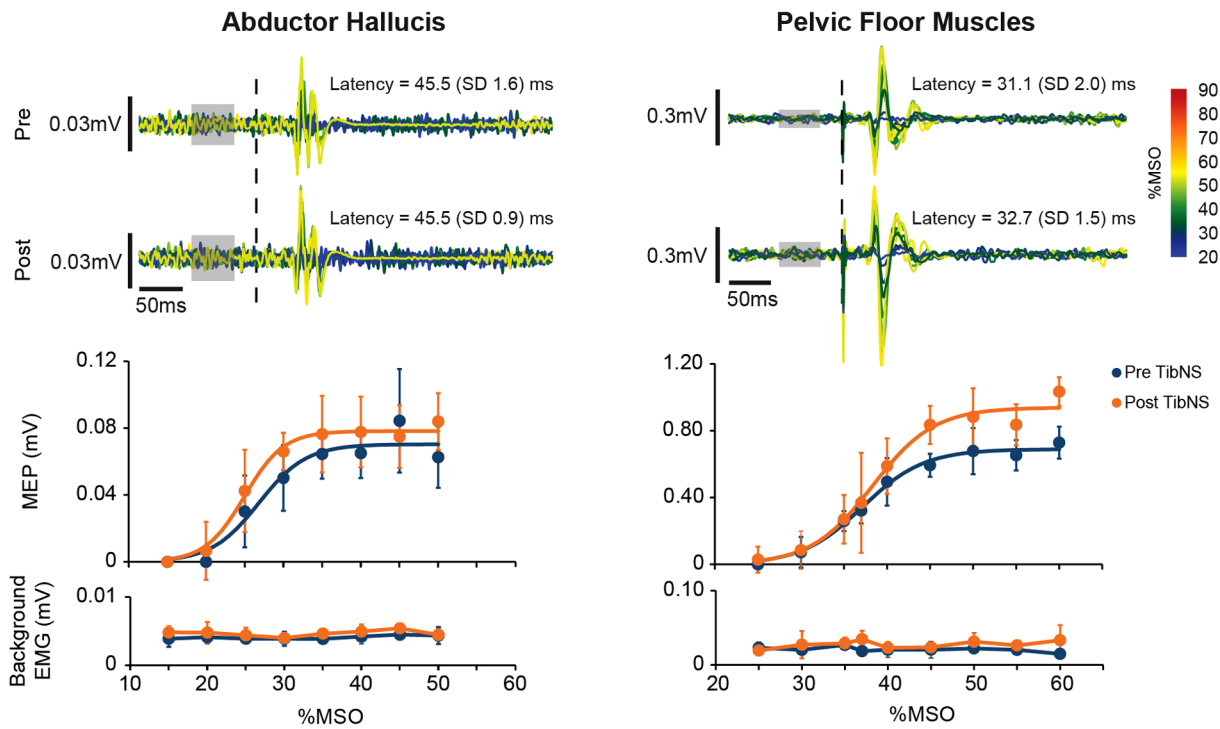 Abductor Hallucis
Pelvic Floor Muscles
Pre
0.03mV
Latency = 45.5 (SD 1.6) ms
0.3mV
Latency = 31.1 (SD 2.0) ms
Post
0.03mV
Latency = 45.5 (SD 0.9) ms
50ms
0.3mV
Latency = 32.7 (SD 1.5) ms
50ms
%MSO
90
80
70
60
50
40
30
20
MEP (mV)
0.12
0.08
0.04
0
1.20
0.80
0.40
0
Pre TibNS
Post TibNS
Background
EMG (mV)
0.01
0
10 20 30 40 50 60
%MSO
0.10
0
20 30 40 50 60
%MSO